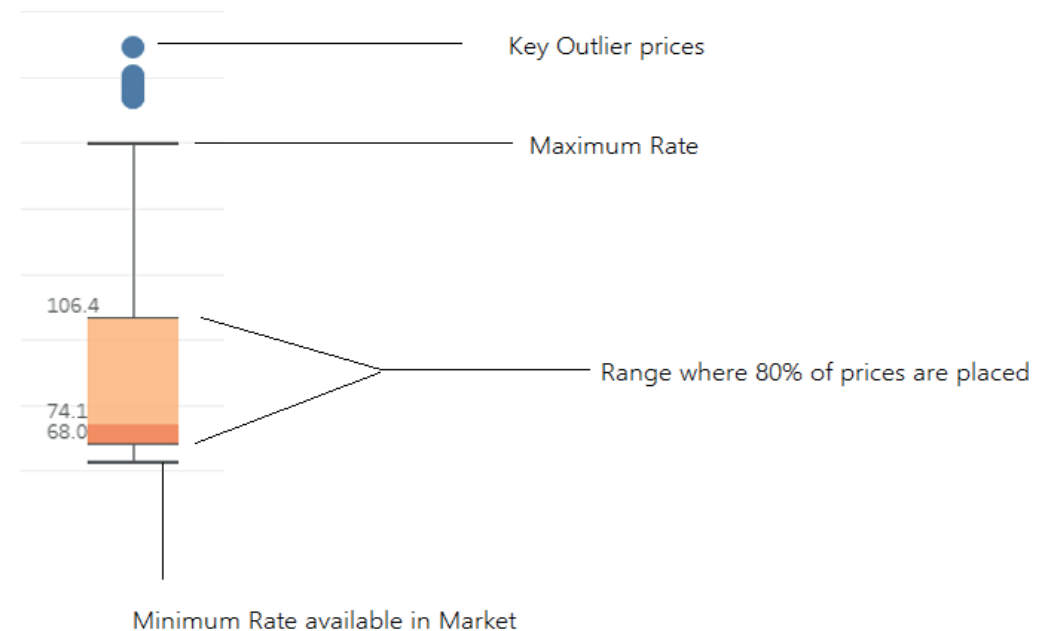 Key Outlier prices
Maximum Rate
106.4
Range where 80% of prices are placed
74.1
68.0
Minimum Rate available in Market